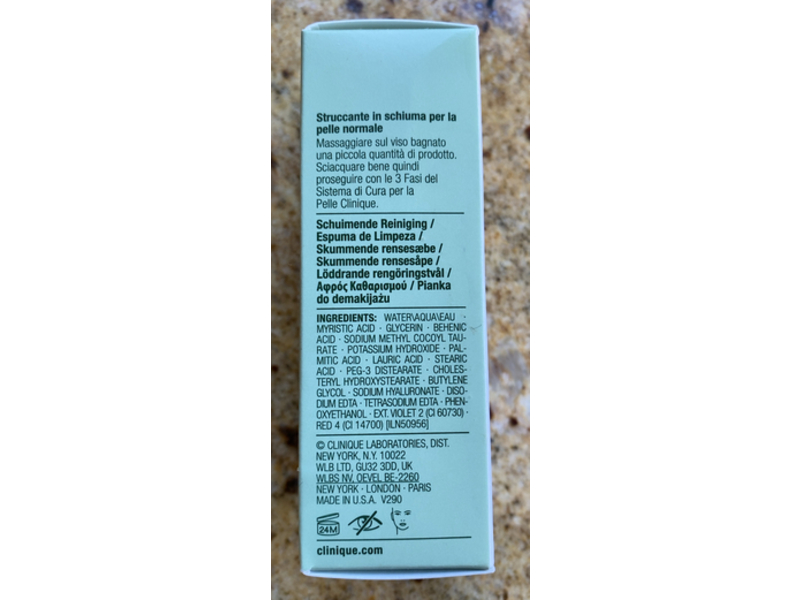 Struccante in schiuma per la
pelle normale
Massaggiare sul viso bagnato
una piccola quantità di prodotto.
Sciacquare bene quindi
proseguire con le 3 Fasi del
Sistema di Cura per la
Pelle Clinique.
Schuimende Reiniging /
Espuma de Limpeza /
Skummende rensesæbe /
Skummende rensesåpe /
Löddrande rengöringstvål /
Αφρός Καθαρισμού / Pianka
do demakijażu
INGREDIENTS: WATER\AQUA\EAU ·
MYRISTIC ACID · GLYCERIN · BEHENIC
ACID · SODIUM METHYL COCOYL TAU-
RATE · POTASSIUM HYDROXIDE · PAL-
MITIC ACID · LAURIC ACID · STEARIC
ACID · PEG-3 DISTEARATE · CHOLES-
TERYL HYDROXYSTEARATE · BUTYLENE
GLYCOL · SODIUM HYALURONATE · DISO-
DIUM EDTA · TETRASODIUM EDTA · PHEN-
OXYETHANOL · EXT. VIOLET 2 (CI 60730) ·
RED 4 (CI 14700) [ILN50956]
© CLINIQUE LABORATORIES, DIST.
NEW YORK, N.Y. 10022
WLB LTD, GU32 3DD, UK
WLBS NV, OEVEL BE-2260
NEW YORK · LONDON · PARIS
MADE IN U.S.A. V290
24M
clinique.com